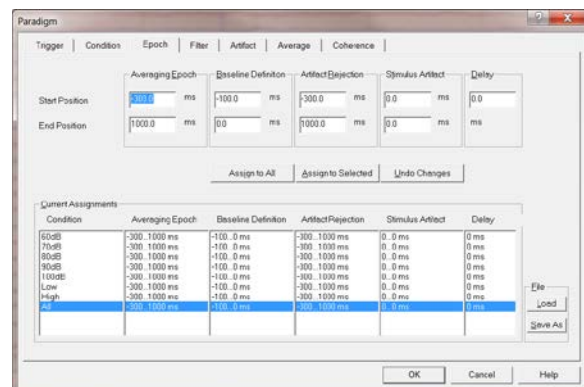 Paradigm
Trigger Condition Epoch Filter Artifact Average Coherence
Averaging Epoch Baseline Definiton Artifact Rejection Stimulus Artifact Delay
Start Position -300.0 ms -100.0 ms -300.0 ms 0.0 ms 0.0
End Position 1000.0 ms 0.0 ms 1000.0 ms 0.0 ms ms
Assign to All Assign to Selected Undo Changes
Current Assignments
Condition Averaging Epoch Baseline Definition Artifact Rejection Stimulus Artifact Delay
60dB -300...1000 ms -100...0 ms -300...1000 ms 0...0 ms 0 ms
70dB -300...1000 ms -100...0 ms -300...1000 ms 0...0 ms 0 ms
80dB -300...1000 ms -100...0 ms -300...1000 ms 0...0 ms 0 ms
90dB -300...1000 ms -100...0 ms -300...1000 ms 0...0 ms 0 ms
100dB -300...1000 ms -100...0 ms -300...1000 ms 0...0 ms 0 ms
Low -300...1000 ms -100...0 ms -300...1000 ms 0...0 ms 0 ms
High -300...1000 ms -100...0 ms -300...1000 ms 0...0 ms 0 ms
All -300...1000 ms -100...0 ms -300...1000 ms 0...0 ms 0 ms
File
Load
Save As
OK Cancel Help